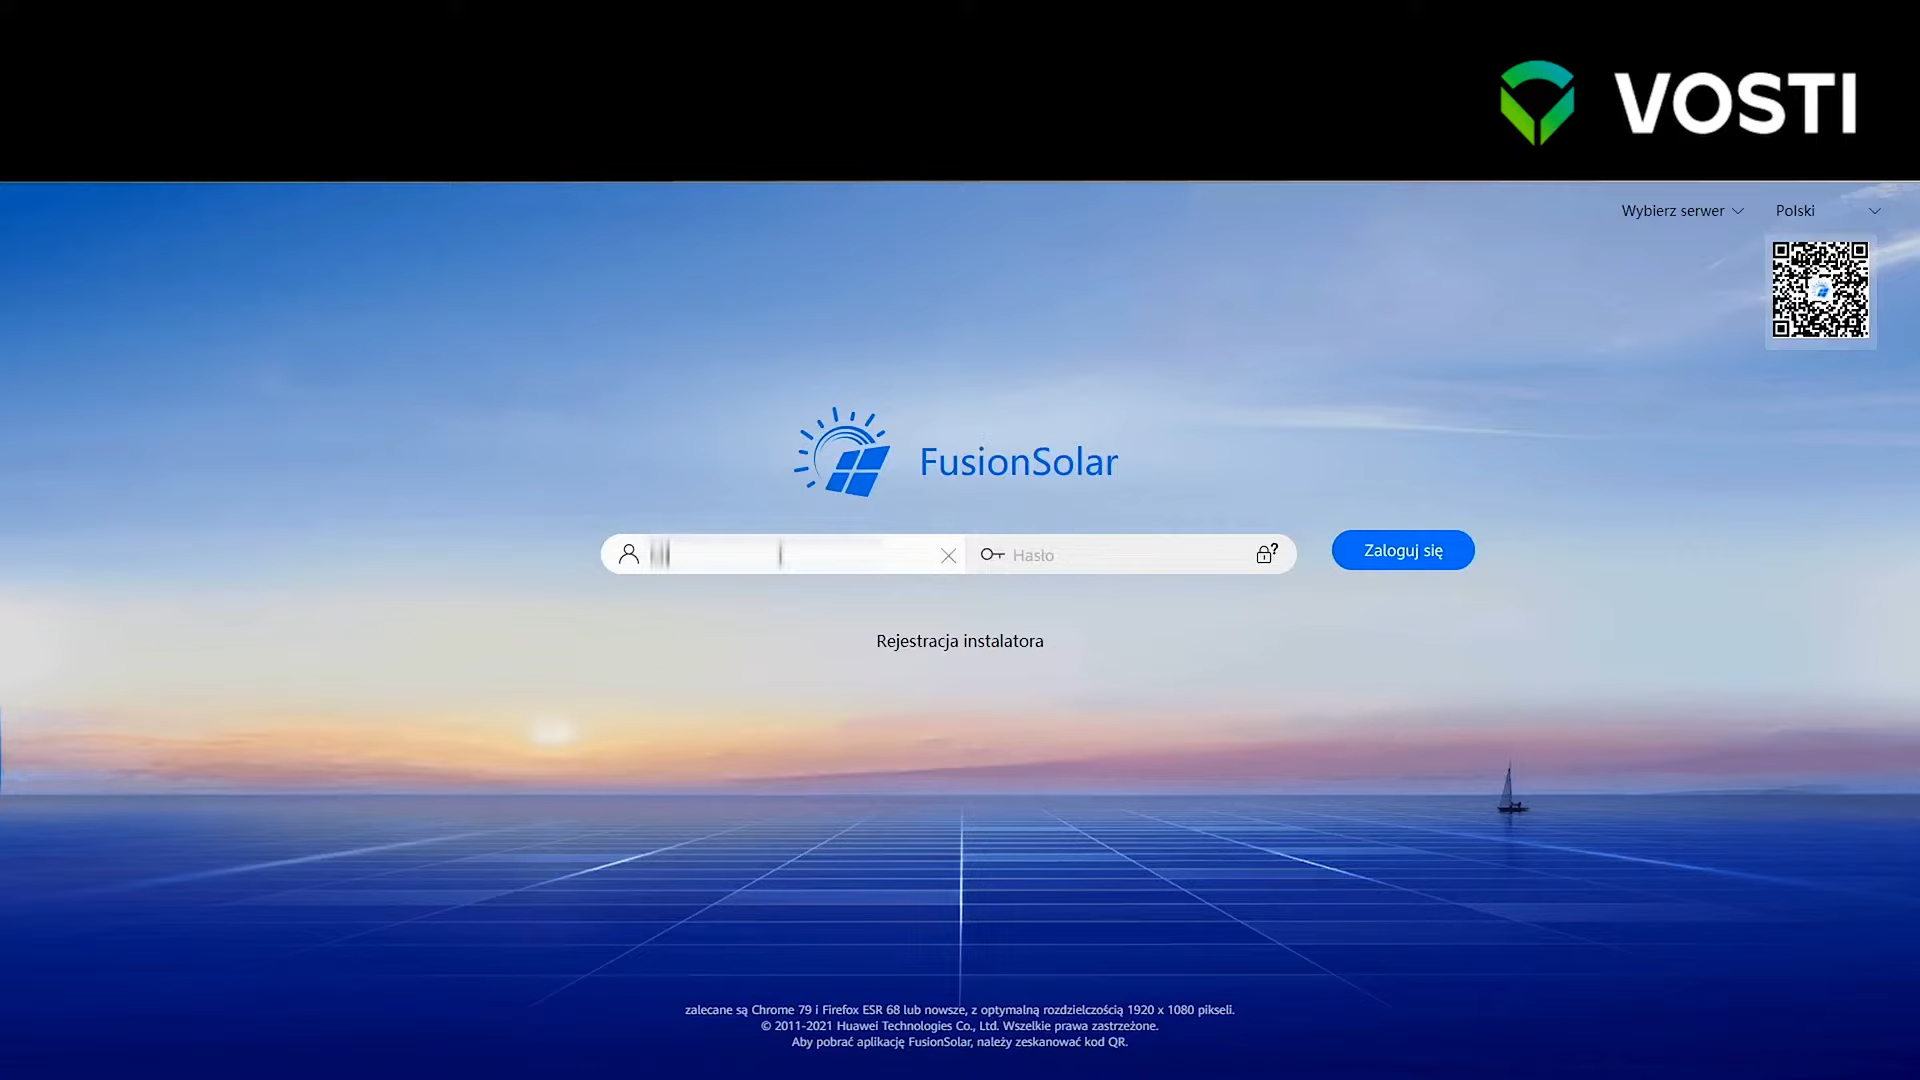 VOSTI
Wybierz serwer
Polski
FusionSolar
Hasło
Zaloguj się
Rejestracja instalatora
zalecane są Chrome 79 i Firefox ESR 68 lub nowsze, z optymalną rozdzielczością 1920 x 1080 pikseli.
© 2011-2021 Huawei Technologies Co., Ltd. Wszelkie prawa zastrzeżone.
Aby pobrać aplikację FusionSolar, należy zeskanować kod QR.